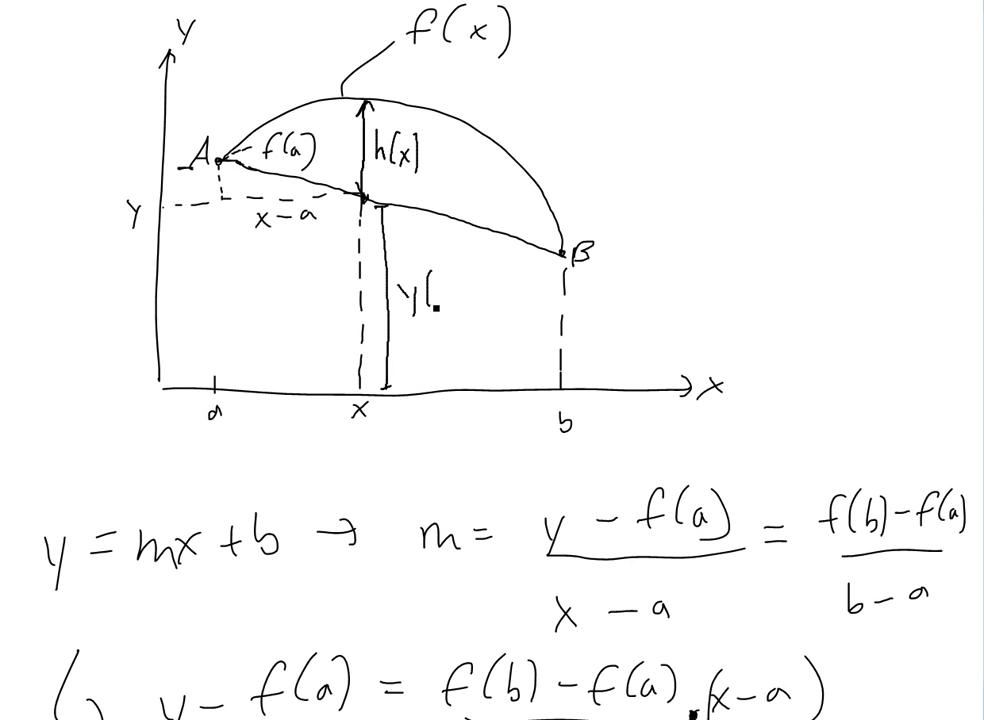 f(x)
y
A f(a) h(x)
y x-a
B
y(
a x b x
y = mx + b → m = y - f(a) / x - a = f(b) - f(a) / b - a
y - f(a) = f(b) - f(a) . (x - a)